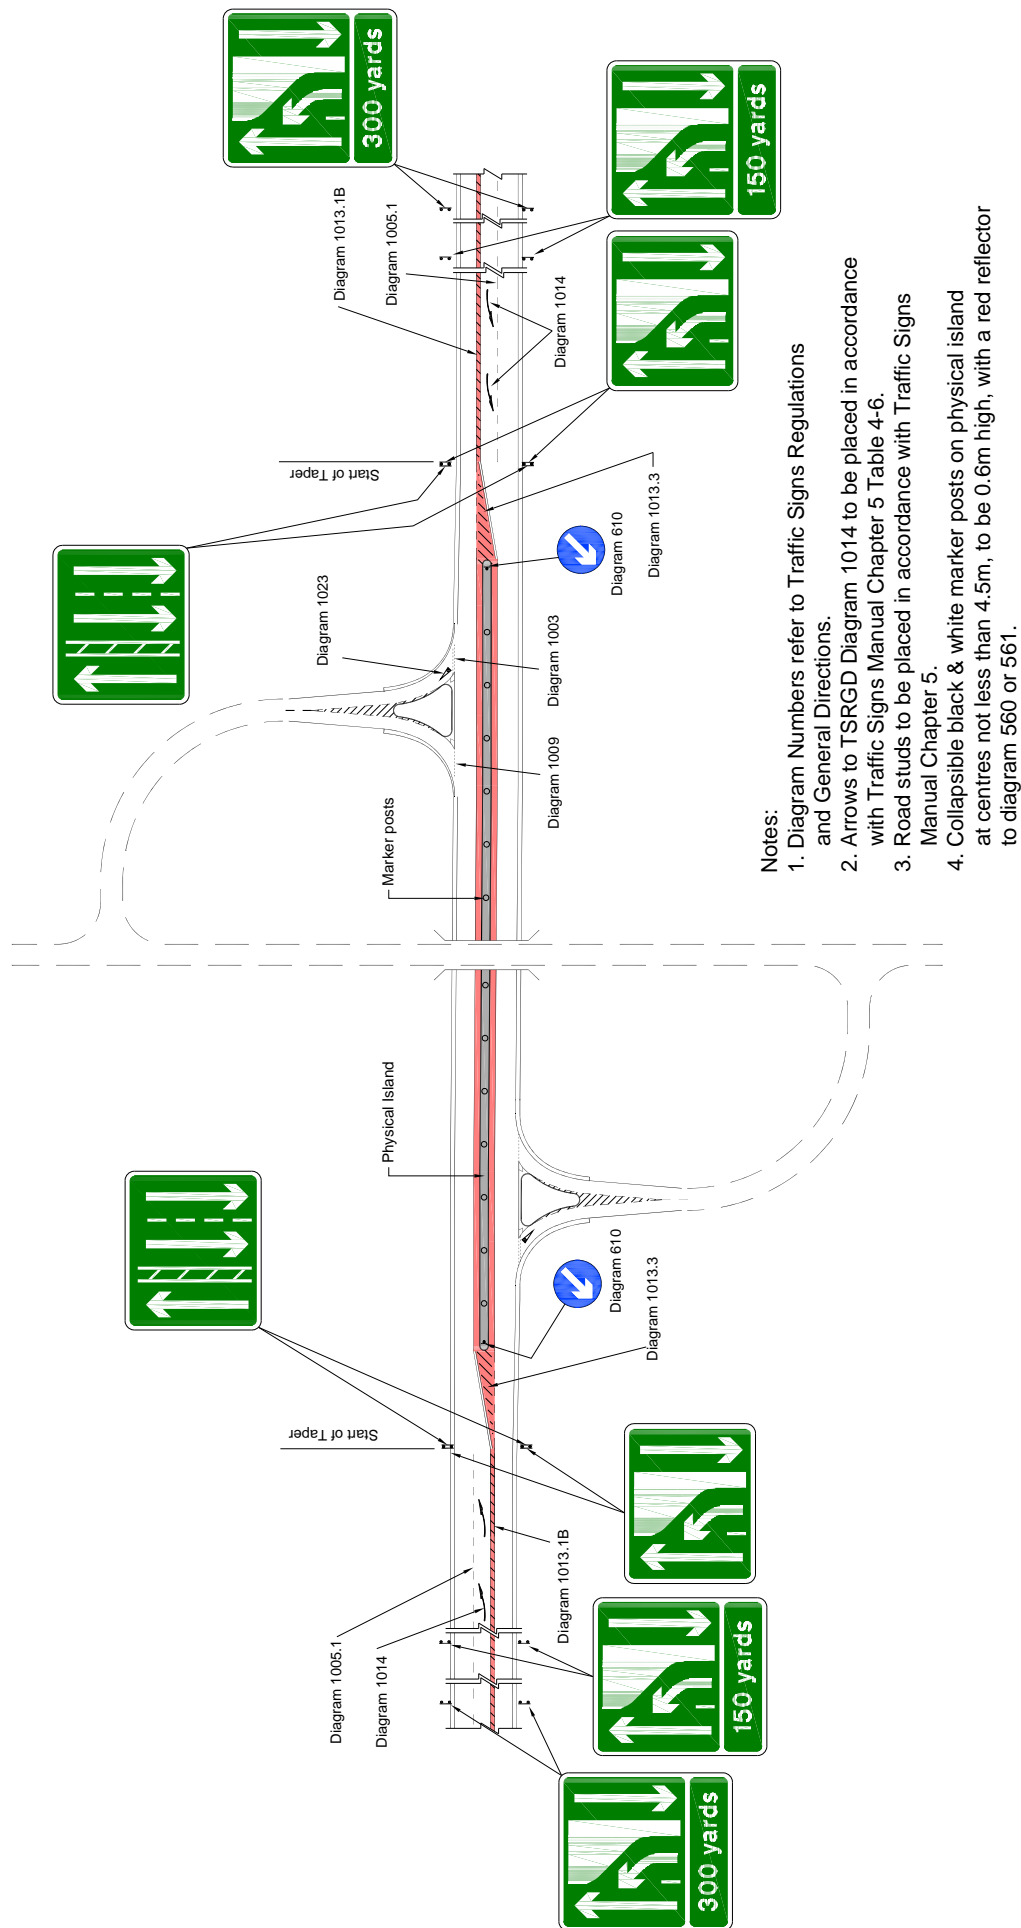 300 yards
150 yards
Diagram 1013.1B
Diagram 1005.1
Diagram 1014
Start of Taper
Diagram 1023
Diagram 610
Diagram 1013.3
Diagram 1003
Diagram 1009
Marker posts
Physical Island
Diagram 610
Diagram 1013.3
Start of Taper
Diagram 1013.1B
Diagram 1005.1
Diagram 1014
150 yards
300 yards
Notes:
1. Diagram Numbers refer to Traffic Signs Regulations
and General Directions.
2. Arrows to TSRGD Diagram 1014 to be placed in accordance
with Traffic Signs Manual Chapter 5 Table 4-6.
3. Road studs to be placed in accordance with Traffic Signs
Manual Chapter 5.
4. Collapsible black & white marker posts on physical island
at centres not less than 4.5m, to be 0.6m high, with a red reflector
to diagram 560 or 561.